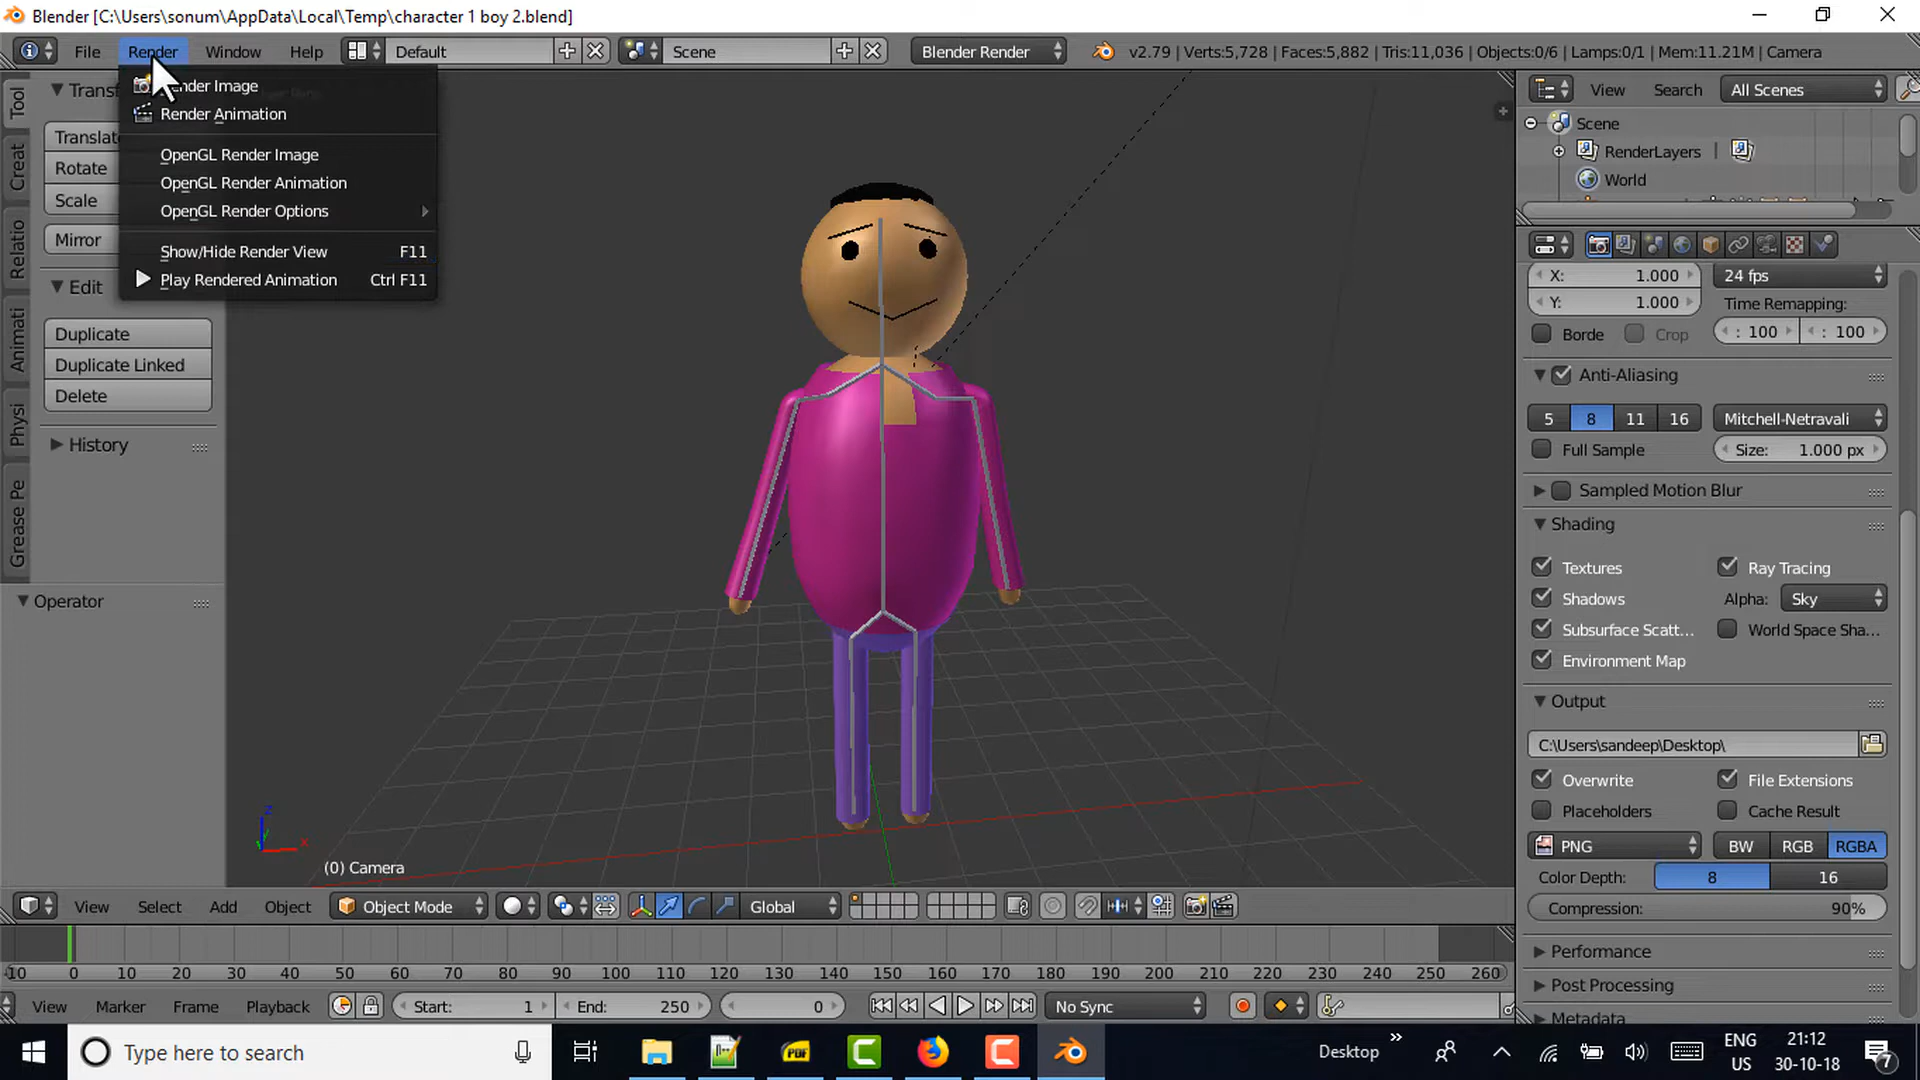 Blender [C:\Users\sonum\AppData\Local\Temp\character 1 boy 2.blend]
File Render Window Help Default Scene Blender Render v2.79 | Verts:5,728 | Faces:5,882 | Tris:11,036 | Objects:0/6 | Lamps:0/1 | Mem:11.21M | Camera
Render Image
Render Animation
OpenGL Render Image
OpenGL Render Animation
OpenGL Render Options
Show/Hide Render View F11
Play Rendered Animation Ctrl F11
Tool
Creat
Relatio
Animati
Physi
Grease Pe
Transf
Translate
Rotate
Scale
Mirror
Edit
Duplicate
Duplicate Linked
Delete
History
Operator
z
x
(0) Camera
View Search All Scenes
Scene
RenderLayers |
World
X: 1.000 24 fps
Y: 1.000 Time Remapping:
Borde Crop : 100 : 100
Anti-Aliasing
5 8 11 16 Mitchell-Netravali
Full Sample Size: 1.000 px
Sampled Motion Blur
Shading
Textures Ray Tracing
Shadows Alpha: Sky
Subsurface Scatt... World Space Sha...
Environment Map
Output
C:\Users\sandeep\Desktop\
Overwrite File Extensions
Placeholders Cache Result
PNG BW RGB RGBA
Color Depth: 8 16
Compression: 90%
Performance
Post Processing
Metadata
View Select Add Object Object Mode Global
-10 0 10 20 30 40 50 60 70 80 90 100 110 120 130 140 150 160 170 180 190 200 210 220 230 240 250 260
View Marker Frame Playback Start: 1 End: 250 0 No Sync
Type here to search Desktop » ENG US 21:12 30-10-18 7